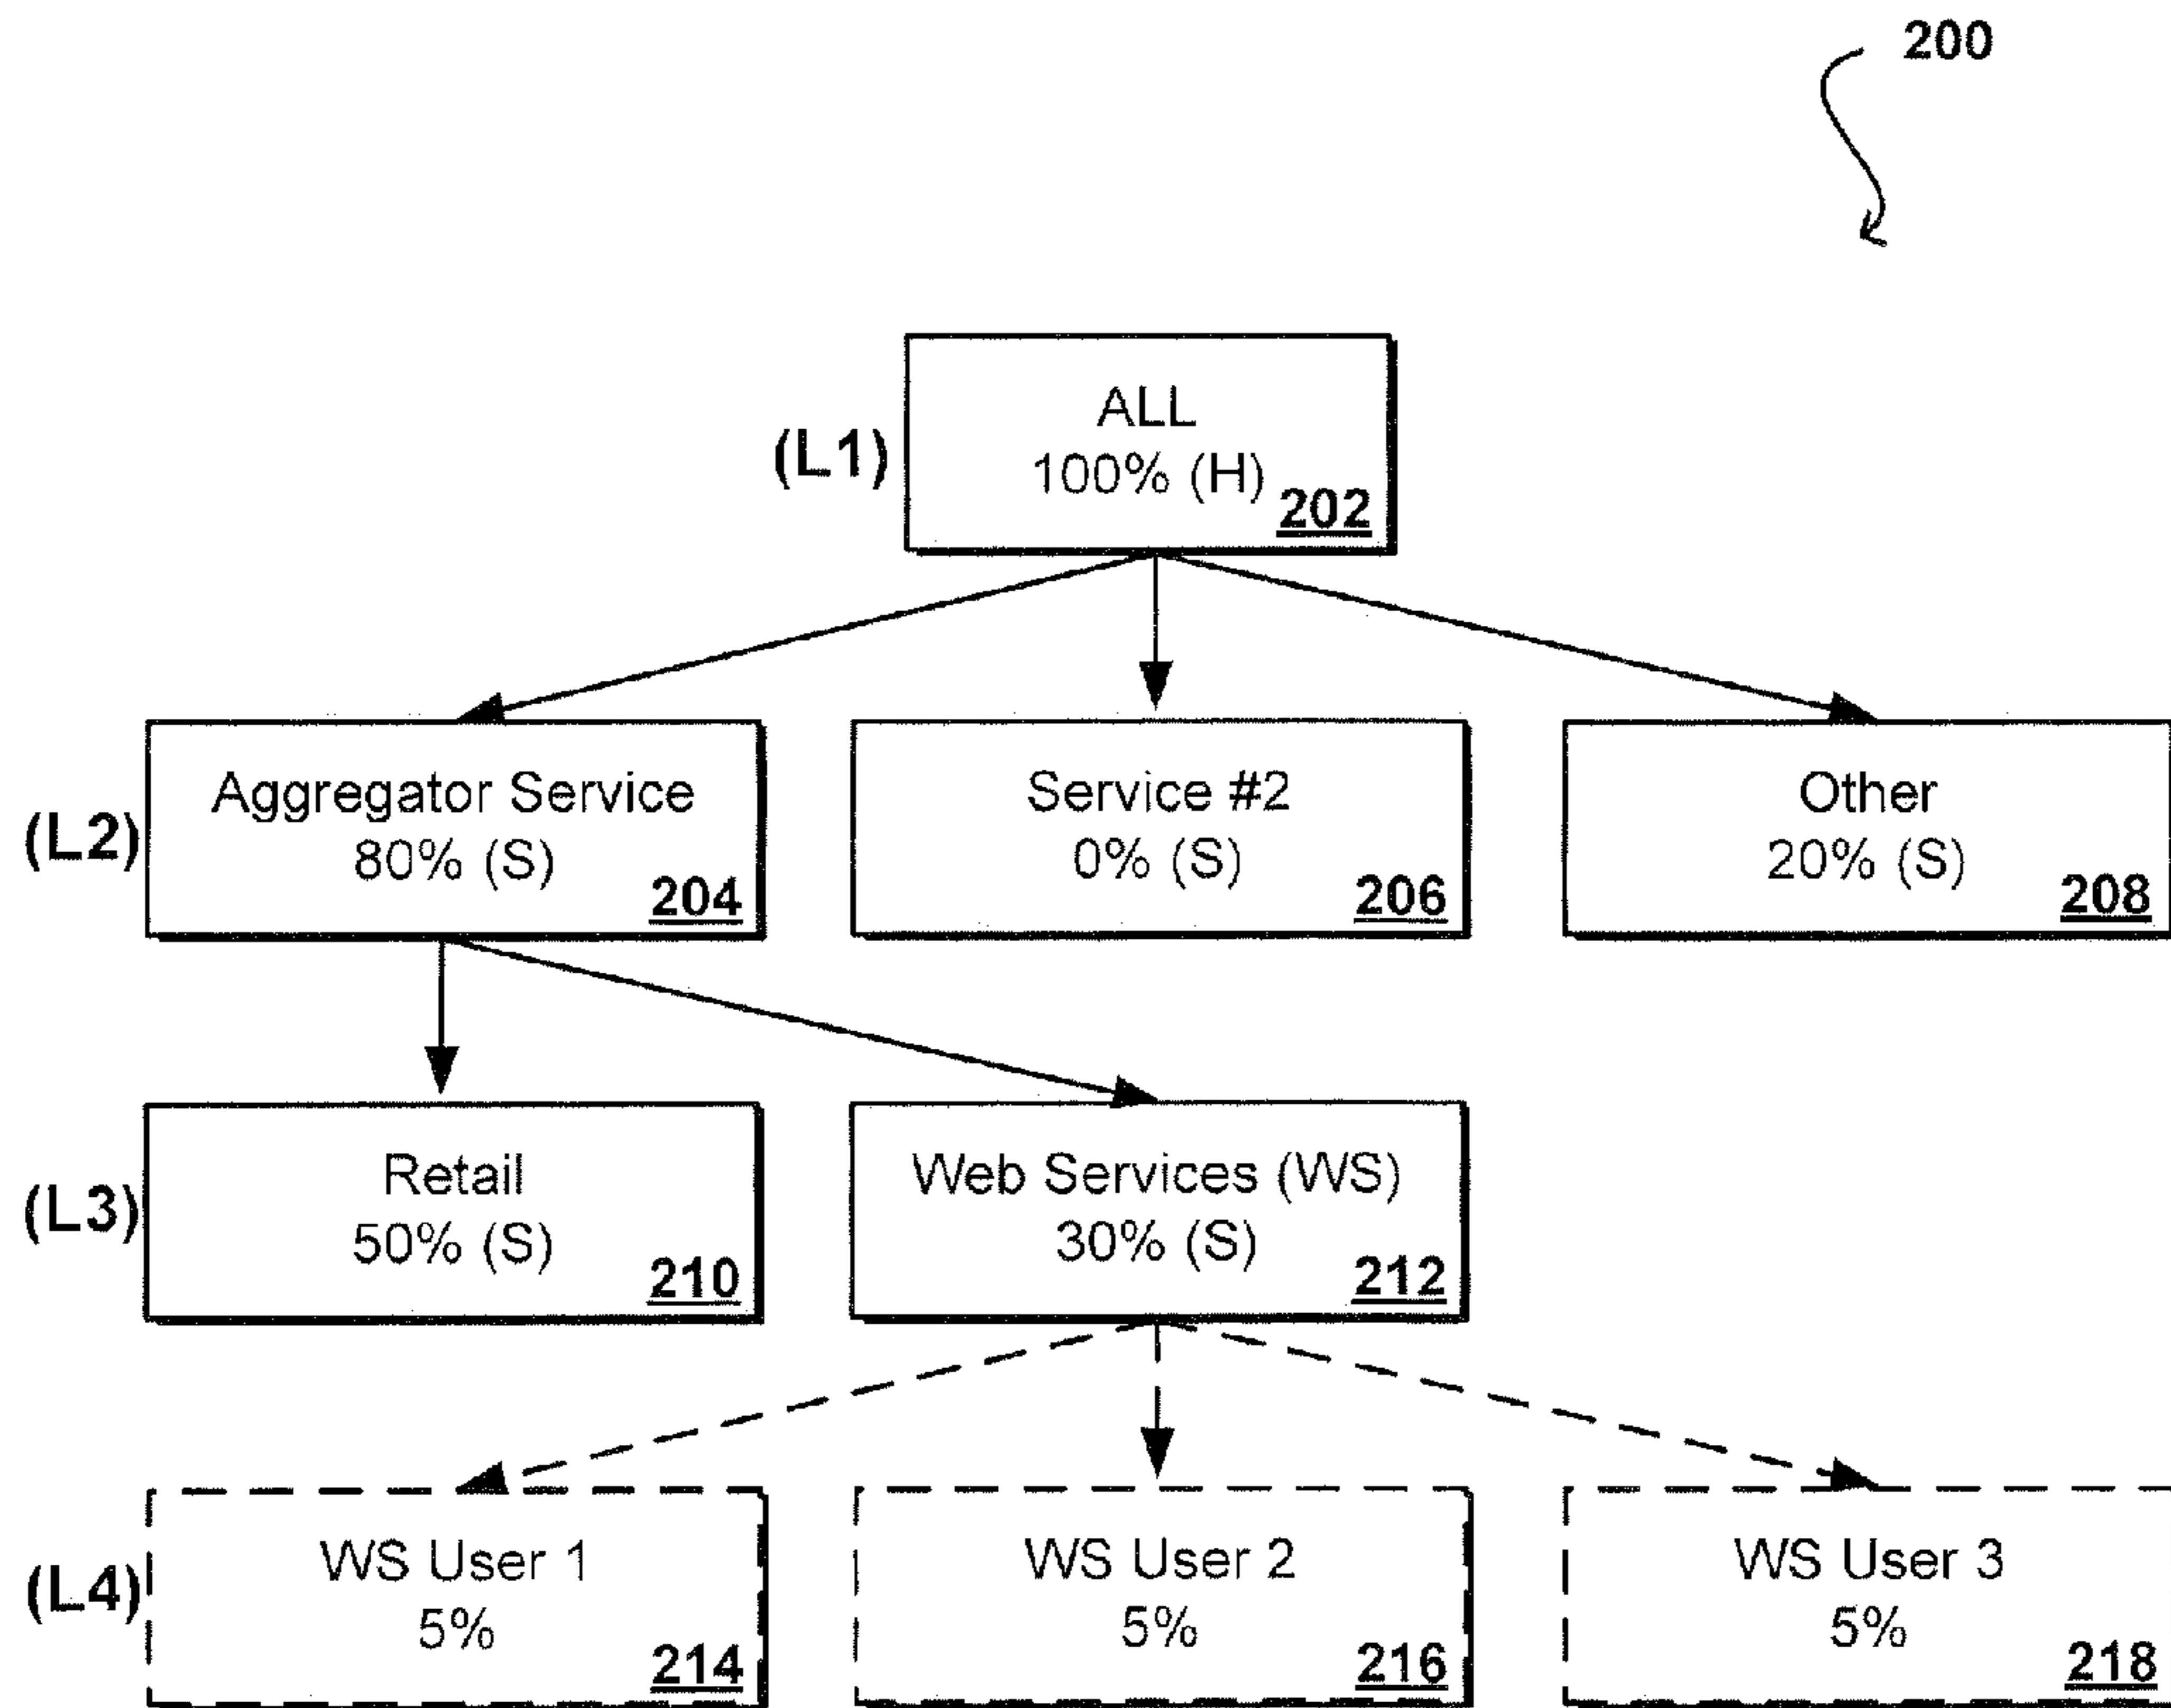 200
ALL
(L1)
100% (H)
202
Aggregator Service
Service #2
Other
(L2)
80% (S)
0% (S)
20% (S)
204
206
208
Retail
Web Services (WS)
(L3)
50% (S)
30% (S)
210
212
WS User 1
WS User 2
WS User 3
(L4)
5%
5%
5%
214
216
218